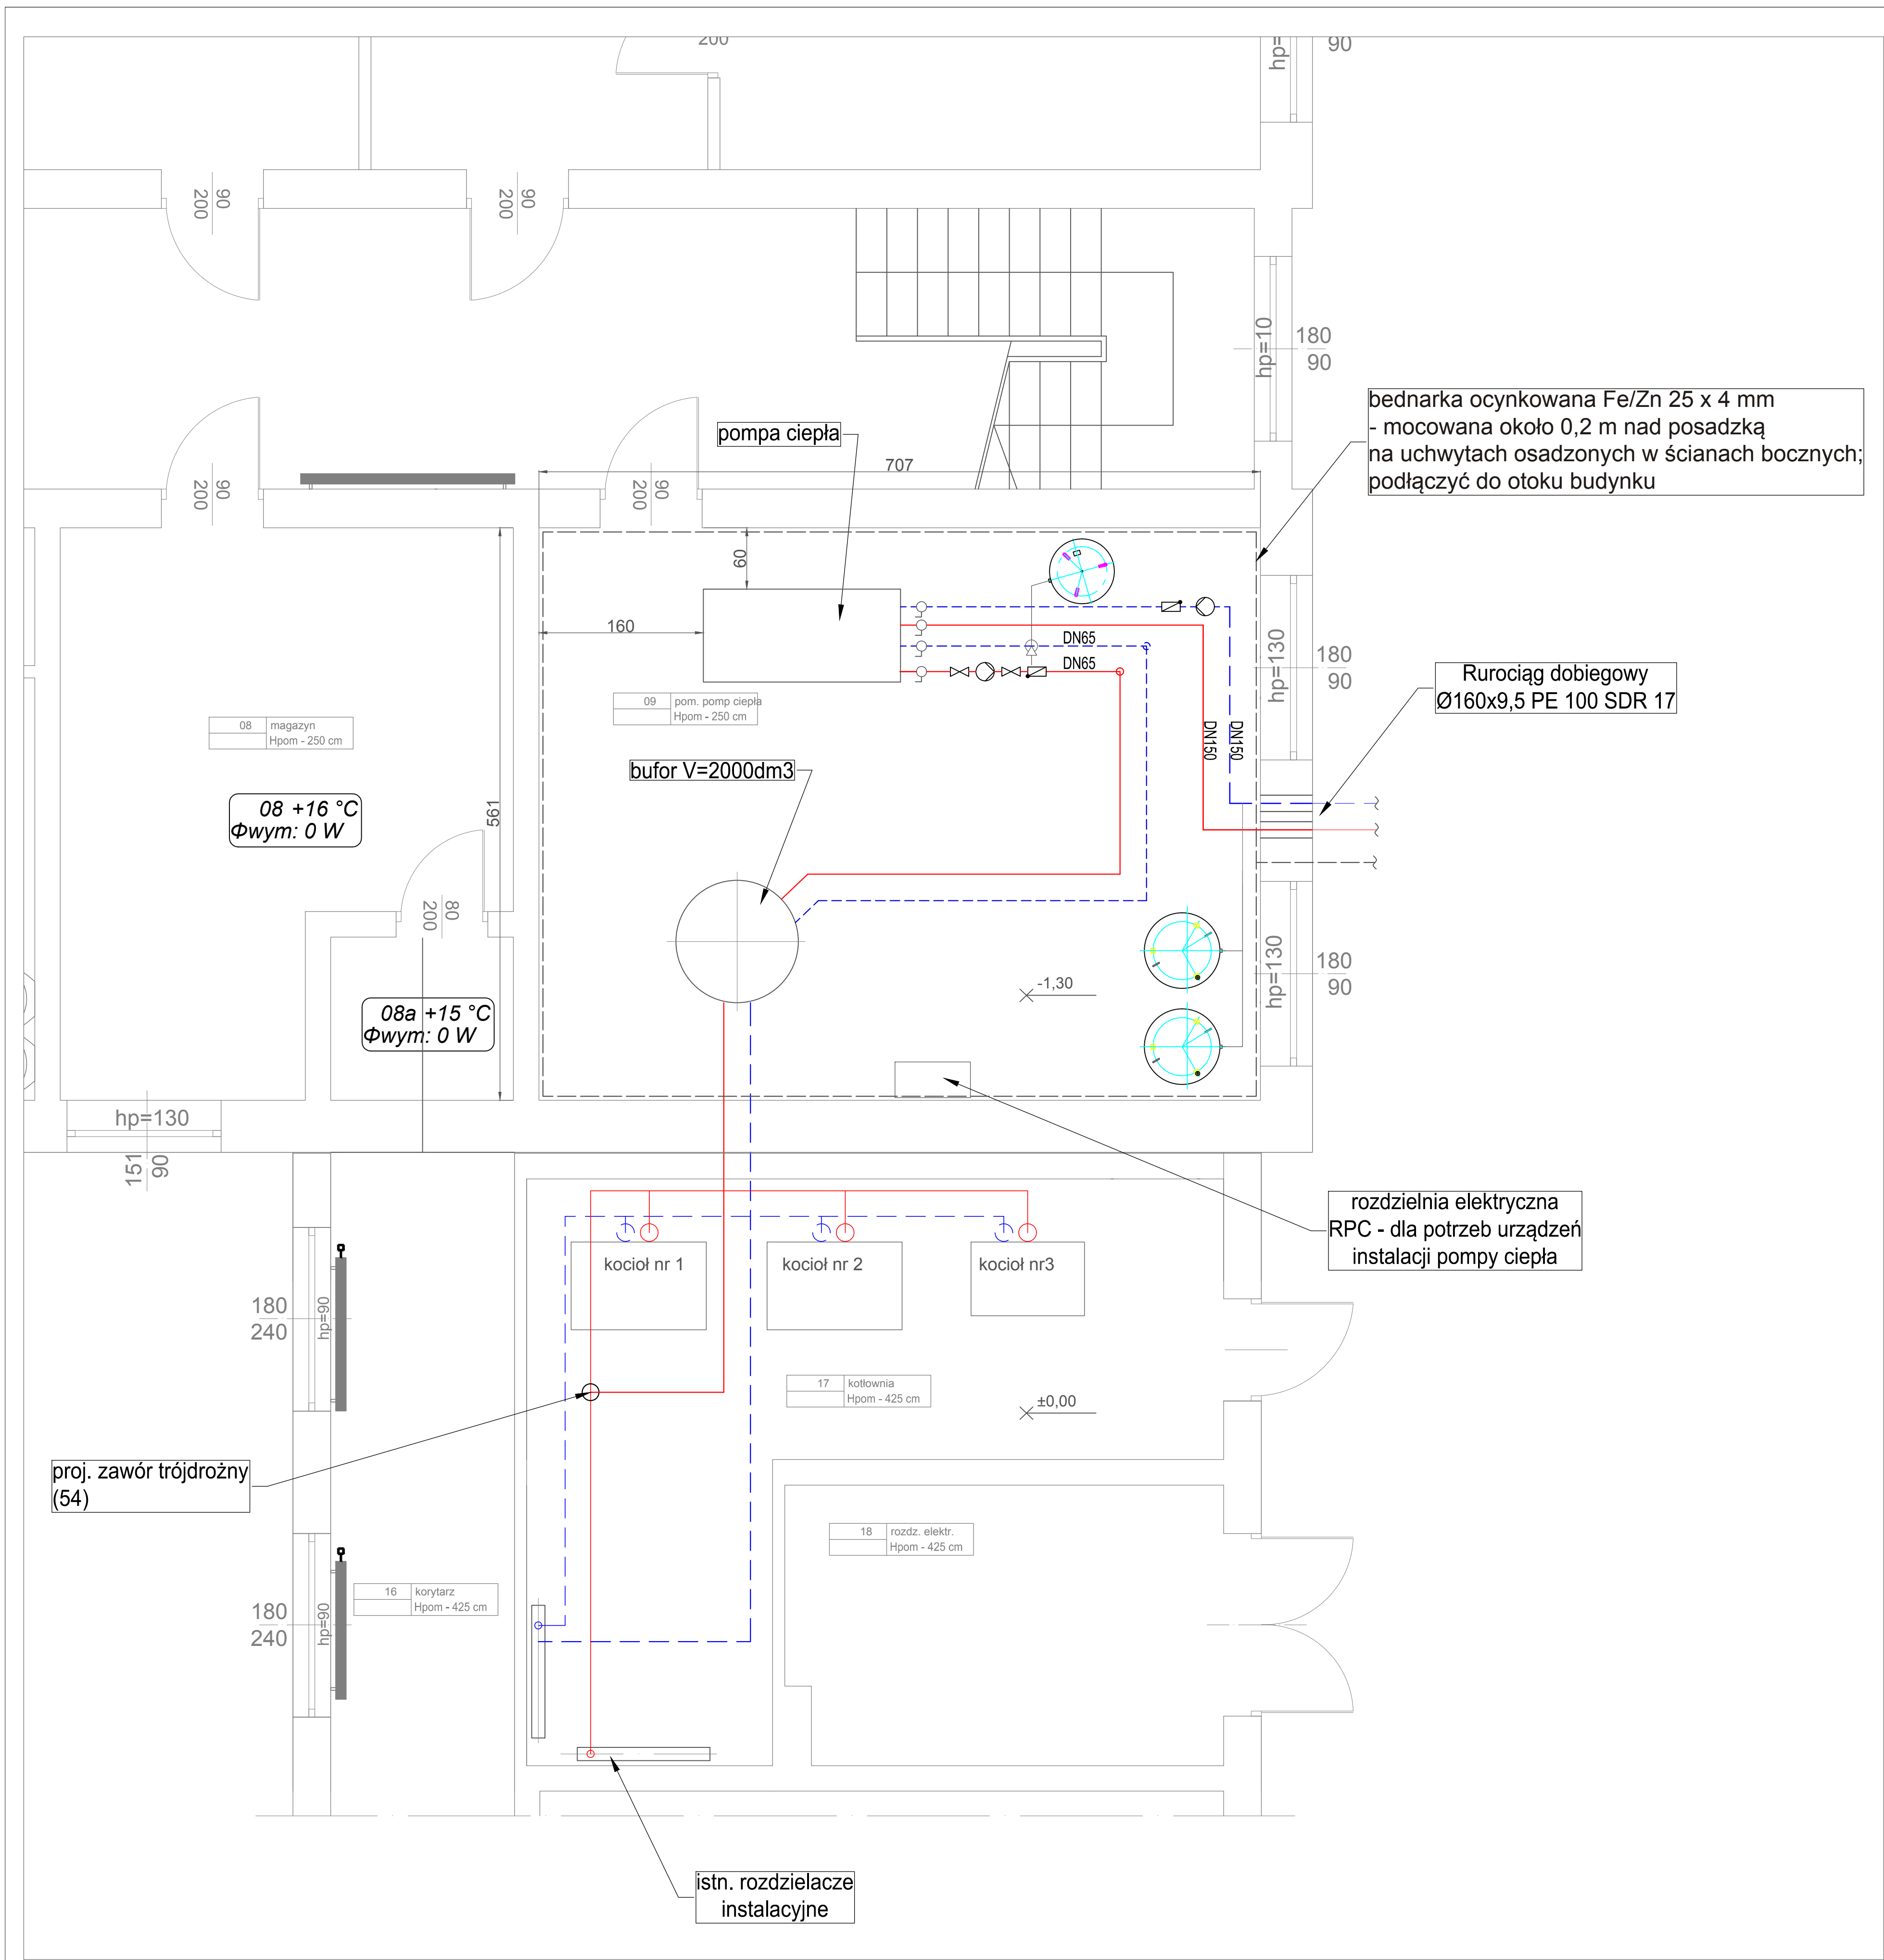 200
hp=
90
90
200
90
200
hp=10
180
90
bednarka ocynkowana Fe/Zn 25 x 4 mm
- mocowana około 0,2 m nad posadzką
na uchwytach osadzonych w ścianach bocznych;
podłączyć do otoku budynku
pompa ciepła
707
90
200
90
200
60
160
DN65
DN65
hp=130
180
90
Rurociąg dobiegowy
Ø160x9,5 PE 100 SDR 17
09 pom. pomp ciepła
Hpom - 250 cm
08 magazyn
Hpom - 250 cm
DN150
DN150
bufor V=2000dm3
08 +16 °C
Φwym: 0 W
561
80
200
hp=130
180
90
-1,30
08a +15 °C
Φwym: 0 W
hp=130
151
90
rozdzielnia elektryczna
RPC - dla potrzeb urządzeń
instalacji pompy ciepła
kocioł nr 1
kocioł nr 2
kocioł nr3
180
240
hp=90
17 kotłownia
Hpom - 425 cm
±0,00
proj. zawór trójdrożny
(54)
18 rozdz. elektr.
Hpom - 425 cm
16 korytarz
Hpom - 425 cm
180
240
hp=90
istn. rozdzielacze
instalacyjne